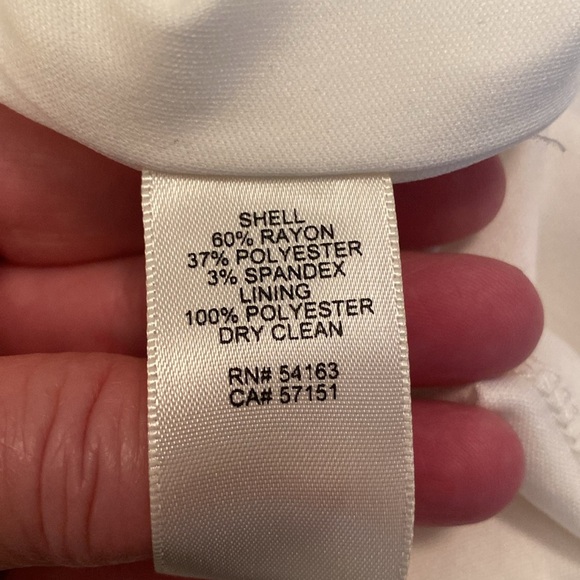 SHELL
60% RAYON
37% POLYESTER
3% SPANDEX
LINING
100% POLYESTER
DRY CLEAN
RN# 54163
CA# 57151